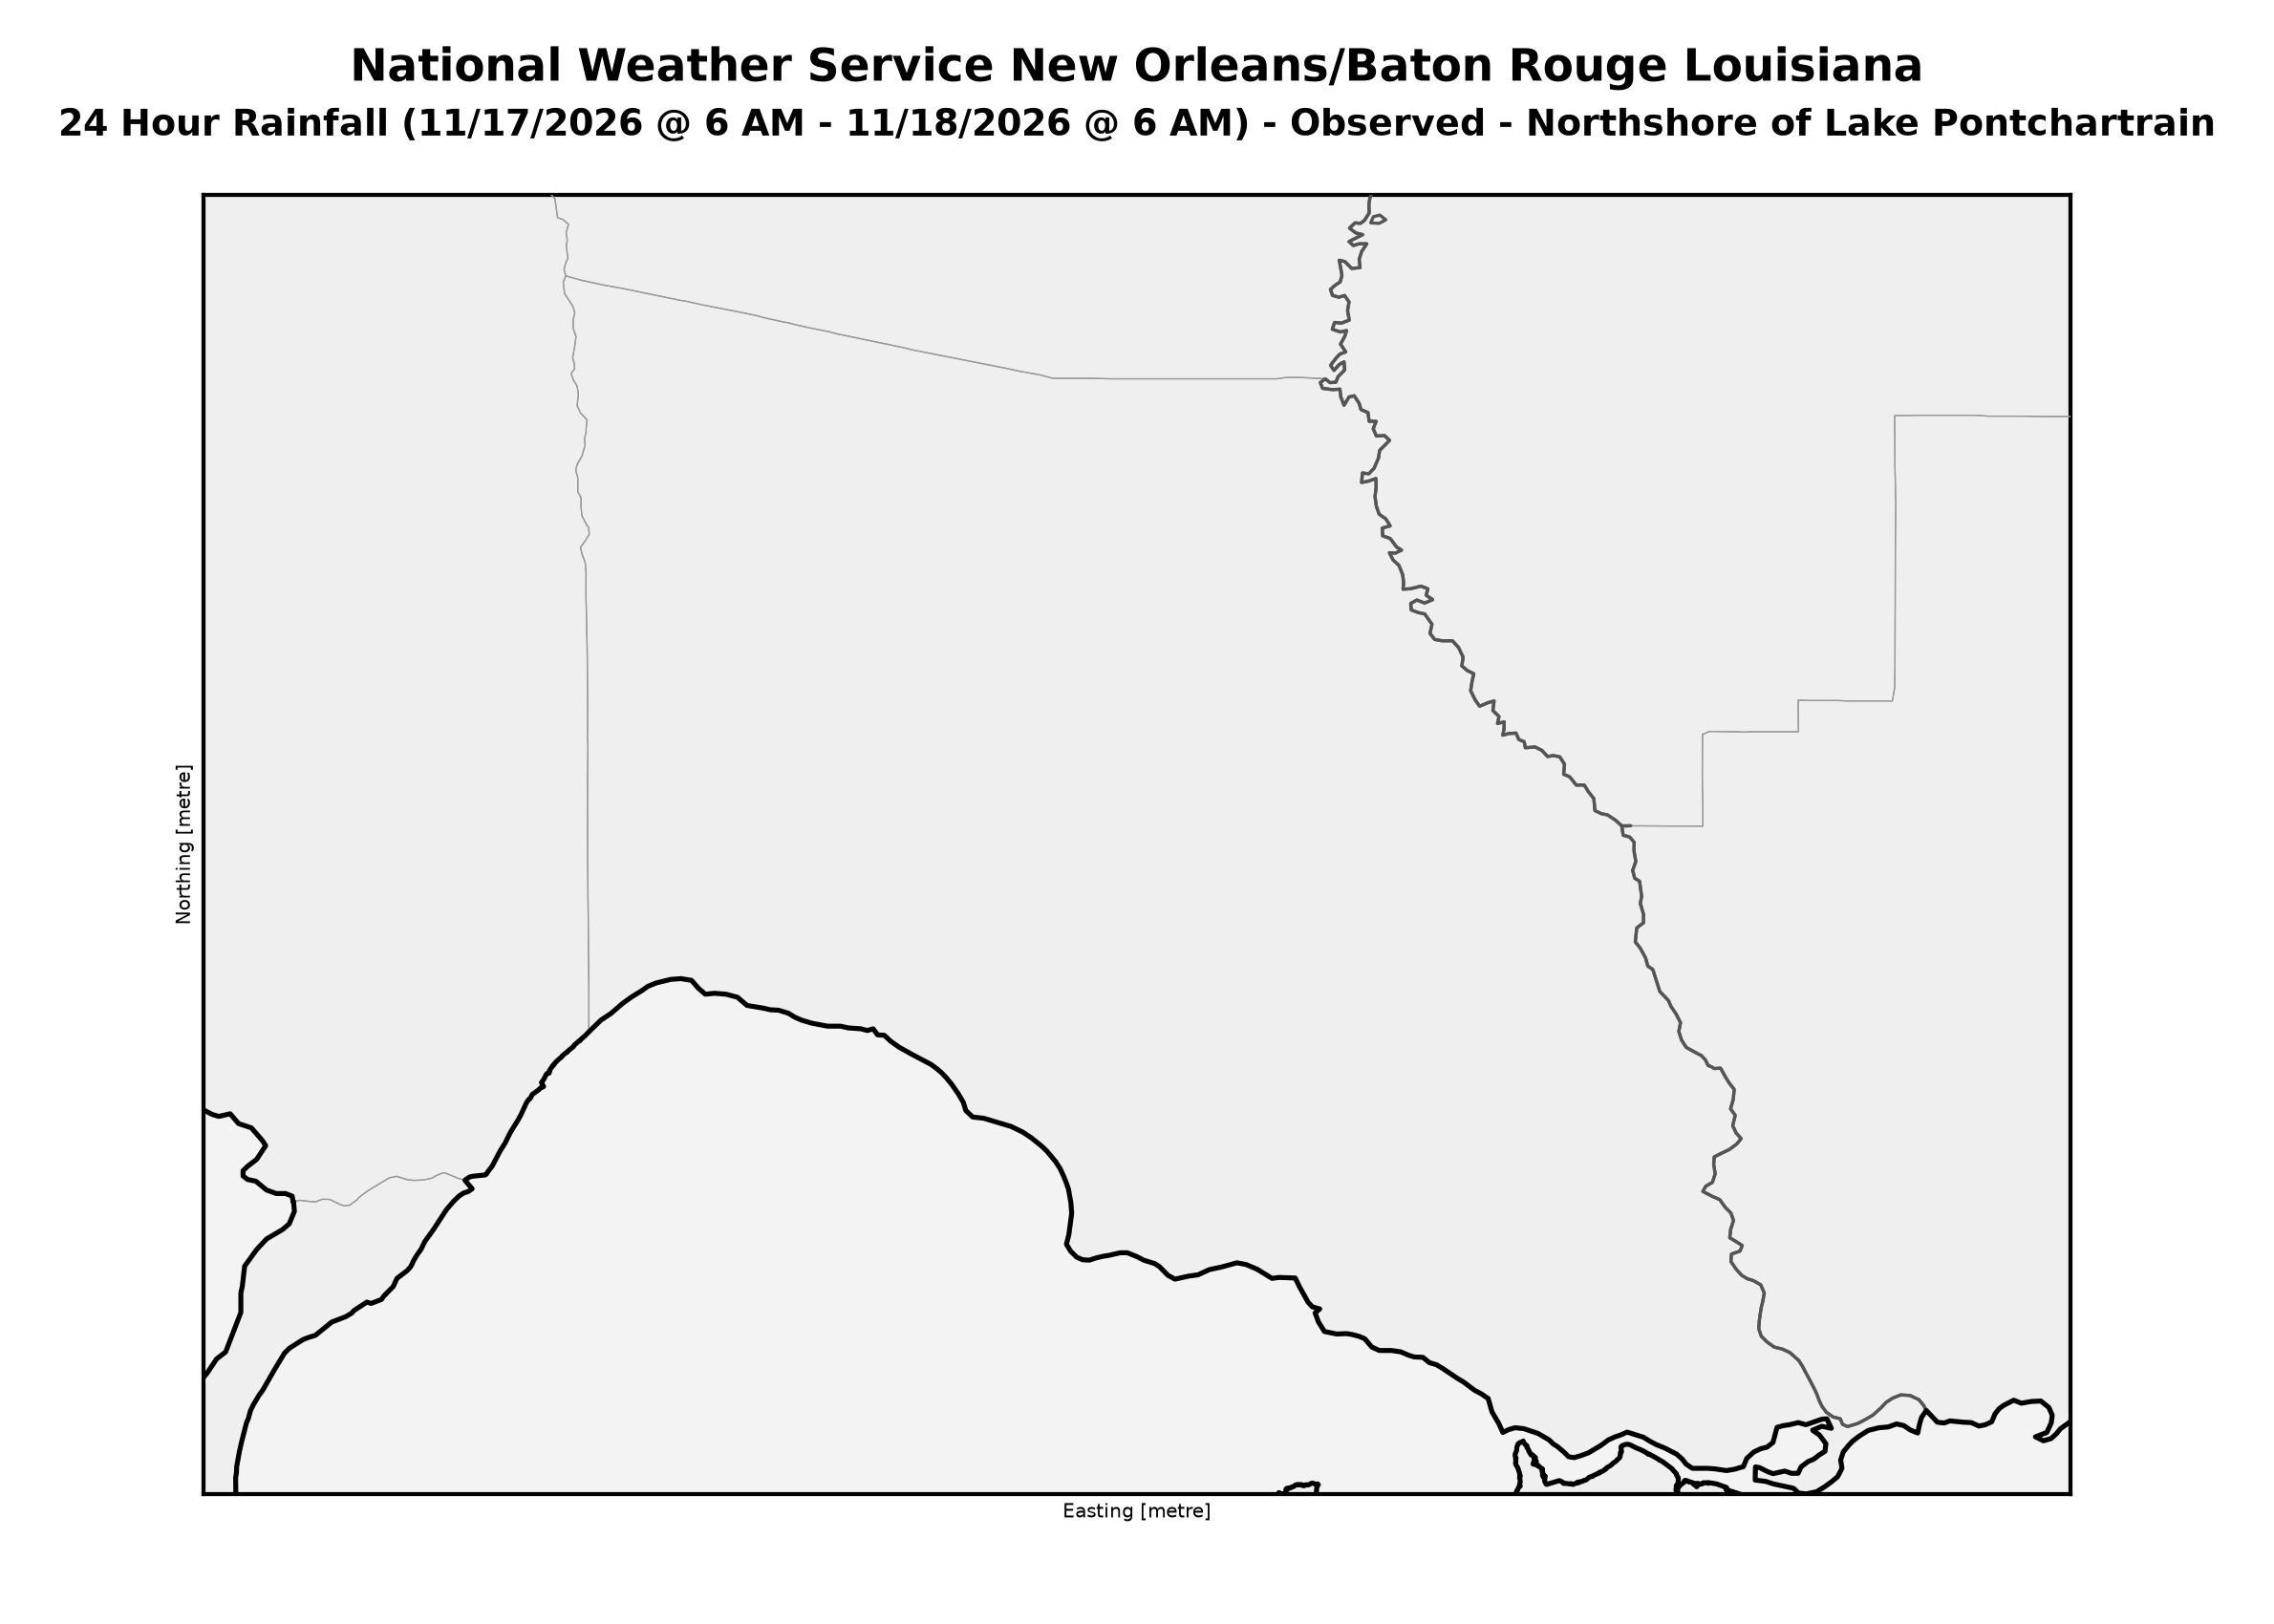 National Weather Service New Orleans/Baton Rouge Louisiana
24 Hour Rainfall (11/17/2026 @ 6 AM - 11/18/2026 @ 6 AM) - Observed - Northshore of Lake Pontchartrain
Northing [metre]
Easting [metre]